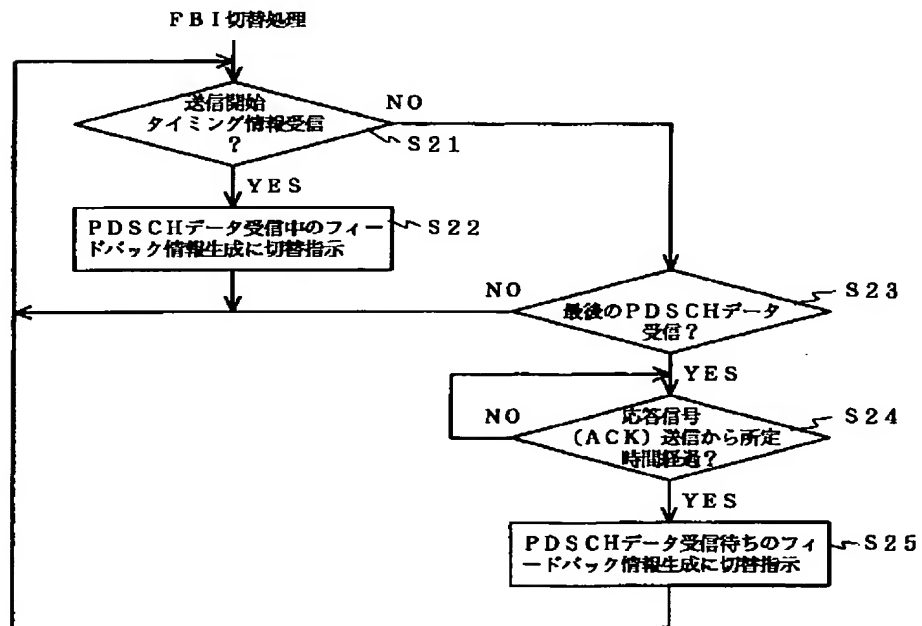 ＦＢＩ切替処理
送信開始
タイミング情報受信
？
ＮＯ
Ｓ２１
ＹＥＳ
ＰＤＳＣＨデータ受信中のフィー
ドバック情報生成に切替指示
Ｓ２２
ＮＯ
Ｓ２３
最後のＰＤＳＣＨデータ
受信？
ＹＥＳ
ＮＯ
応答信号
（ＡＣＫ）送信から所定
時間経過？
Ｓ２４
ＹＥＳ
ＰＤＳＣＨデータ受信待ちのフィ
ードバック情報生成に切替指示
Ｓ２５